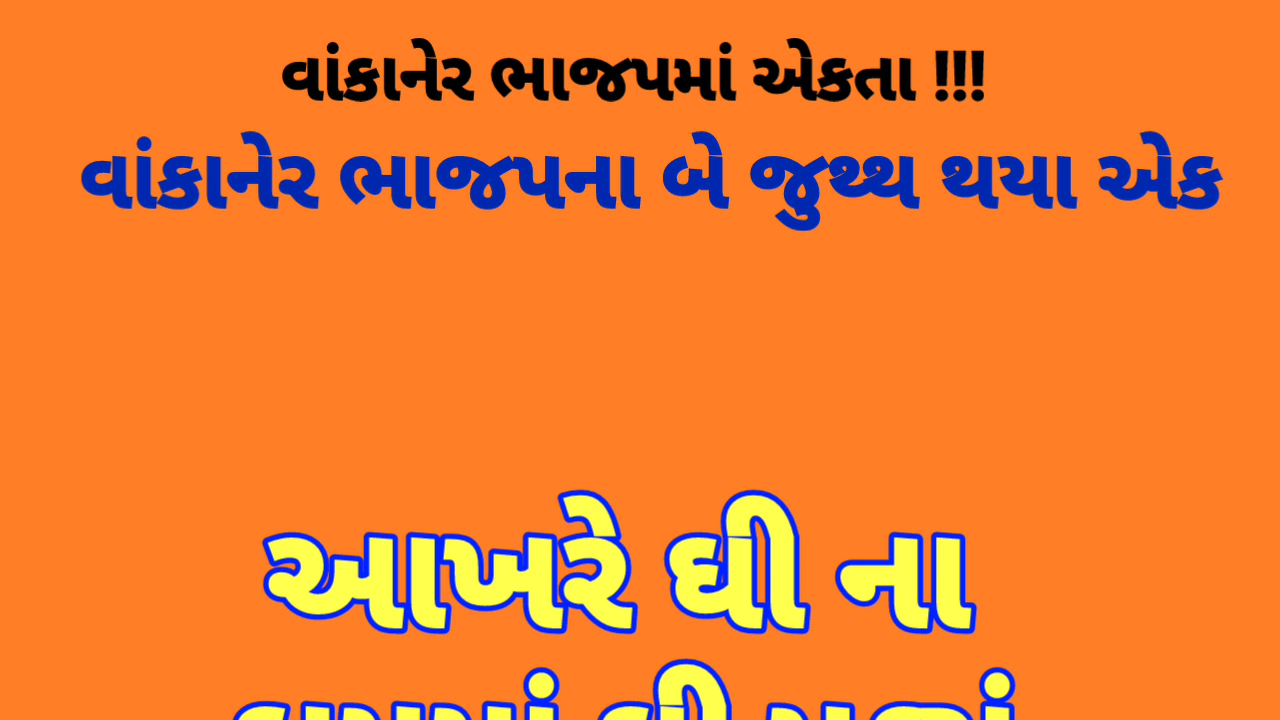 વાંકાનેર ભાજપમાં એકતા !!!
વાંકાનેર ભાજપના બે જુથ્થ થયા એક
આખરે ઘી ના